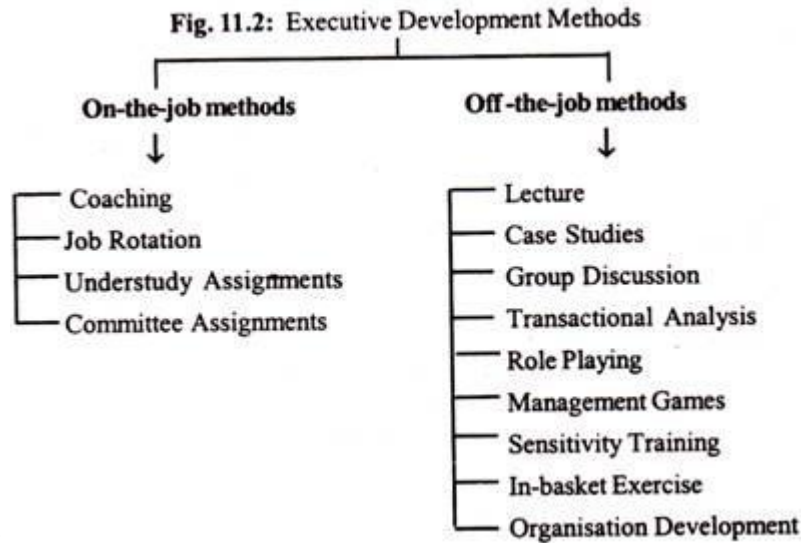 Fig. 11.2: Executive Development Methods
On-the-job methods
Coaching
Job Rotation
Understudy Assignments
Committee Assignments
Off-the-job methods
Lecture
Case Studies
Group Discussion
Transactional Analysis
Role Playing
Management Games
Sensitivity Training
In-basket Exercise
Organisation Development